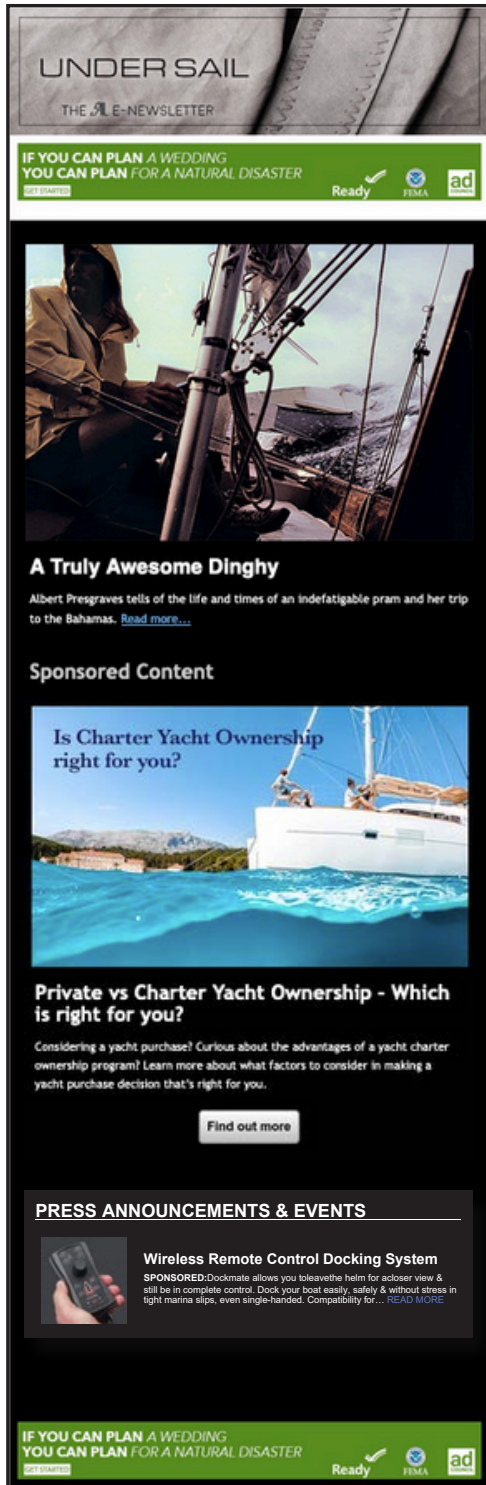 UNDER SAIL
THE A E-NEWSLETTER
IF YOU CAN PLAN A WEDDING
YOU CAN PLAN FOR A NATURAL DISASTER
GET STARTED
Ready
FEMA
ad
COUNCIL
A Truly Awesome Dinghy
Albert Presgraves tells of the life and times of an indefatigable pram and her trip
to the Bahamas. Read more...
Sponsored Content
Is Charter Yacht Ownership
right for you?
Private vs Charter Yacht Ownership - Which
is right for you?
Considering a yacht purchase? Curious about the advantages of a yacht charter
ownership program? Learn more about what factors to consider in making a
yacht purchase decision that's right for you.
Find out more
PRESS ANNOUNCEMENTS & EVENTS
Wireless Remote Control Docking System
SPONSORED:Dockmate allows you toleavethe helm for acloser view &
still be in complete control. Dock your boat easily, safely & without stress in
tight marina slips, even single-handed. Compatibility for... READ MORE
IF YOU CAN PLAN A WEDDING
YOU CAN PLAN FOR A NATURAL DISASTER
GET STARTED
Ready
FEMA
ad
COUNCIL